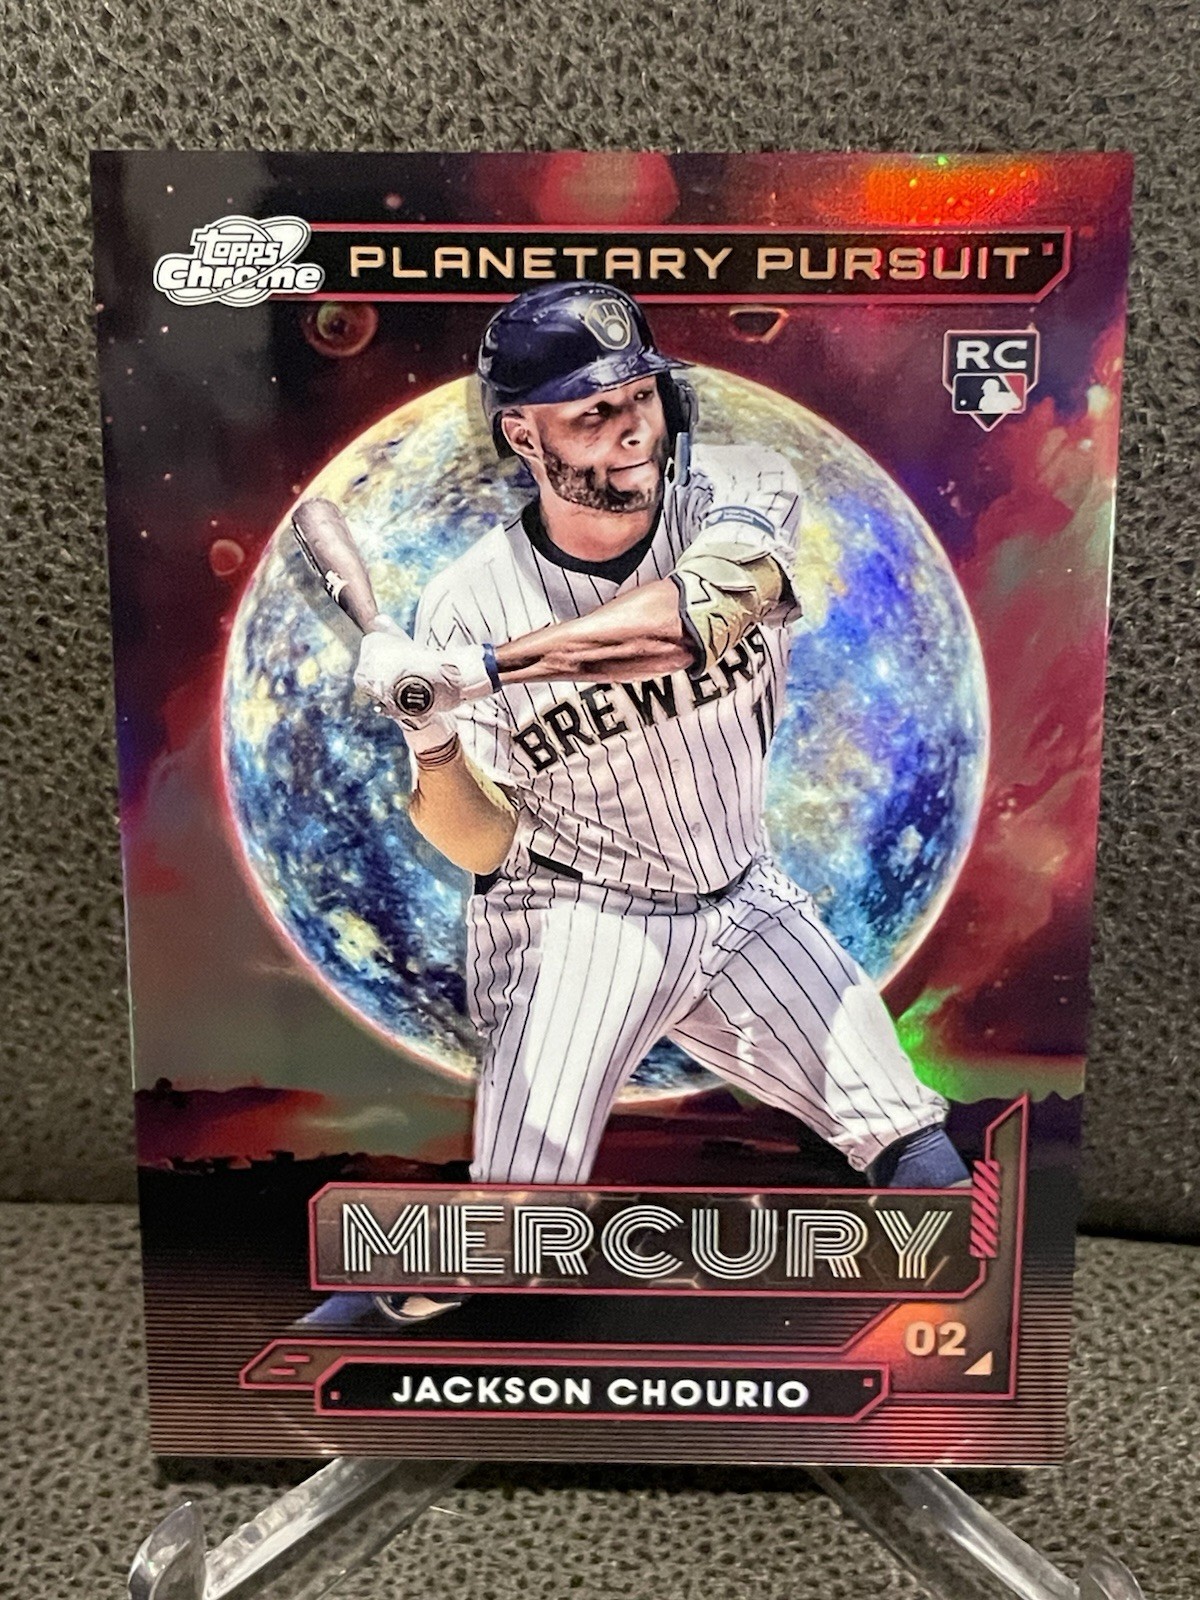 Topps
Chrome
PLANETARY PURSUIT
RC
BREWERS
MERCURY
02
JACKSON CHOURIO